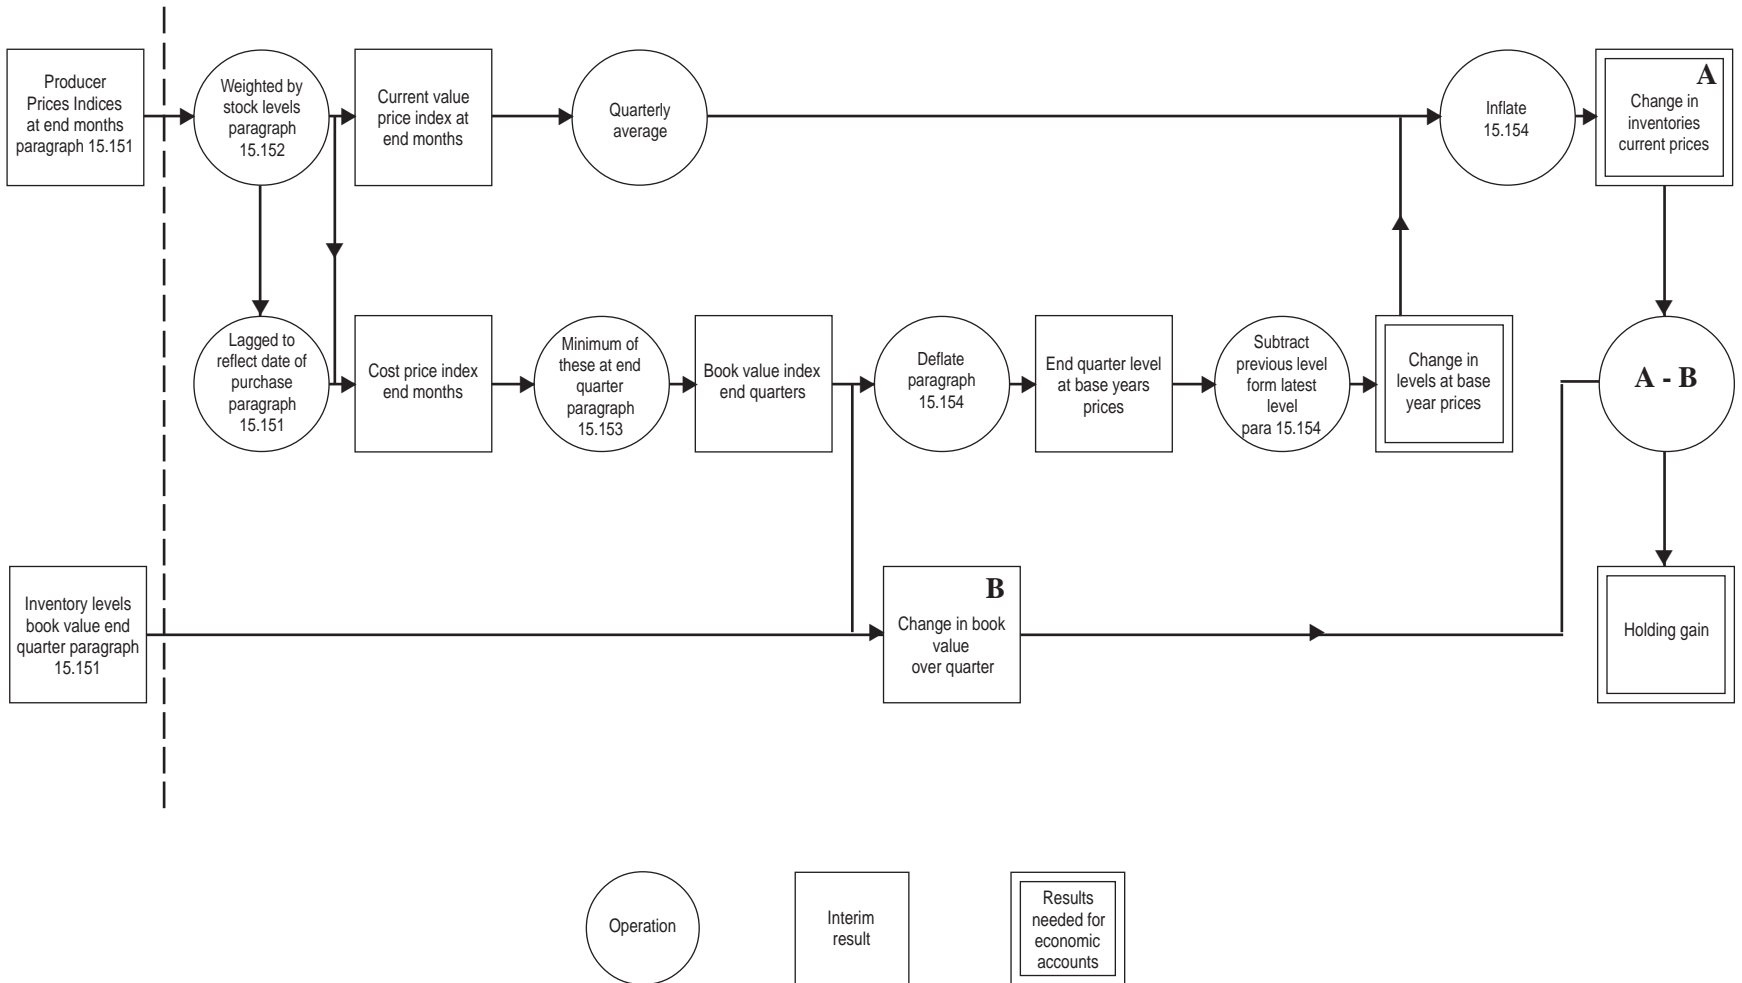 Producer
Prices Indices
at end months
paragraph 15.151
Weighted by
stock levels
paragraph
15.152
Current value
price index at
end months
Quarterly
average
Inflate
15.154
A
Change in
inventories
current prices
Lagged to
reflect date of
purchase
paragraph
15.151
Cost price index
end months
Minimum of
these at end
quarter
paragraph
15.153
Book value index
end quarters
Deflate
paragraph
15.154
End quarter level
at base years
prices
Subtract
previous level
form latest
level
para 15.154
Change in
levels at base
year prices
A - B
Inventory levels
book value end
quarter paragraph
15.151
B
Change in book
value
over quarter
Holding gain
Operation
Interim
result
Results
needed for
economic
accounts